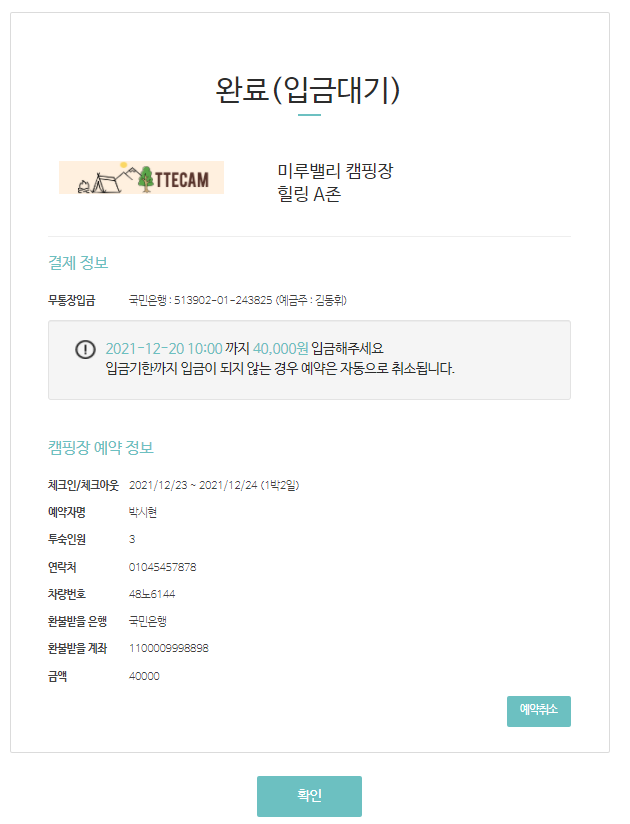 완료(입금대기)
TTECAM
미루밸리 캠핑장
힐링 A존
결제 정보
무통장입금 국민은행 : 513902-01-243825 (예금주 : 김동휘)
2021-12-20 10:00 까지 40,000원 입금해주세요
입금기한까지 입금이 되지 않는 경우 예약은 자동으로 취소됩니다.
캠핑장 예약 정보
체크인/체크아웃 2021/12/23 ~ 2021/12/24 (1박2일)
예약자명 박시현
투숙인원 3
연락처 01045457878
차량번호 48노6144
환불받을 은행 국민은행
환불받을 계좌 1100009998898
금액 40000
예약취소
확인